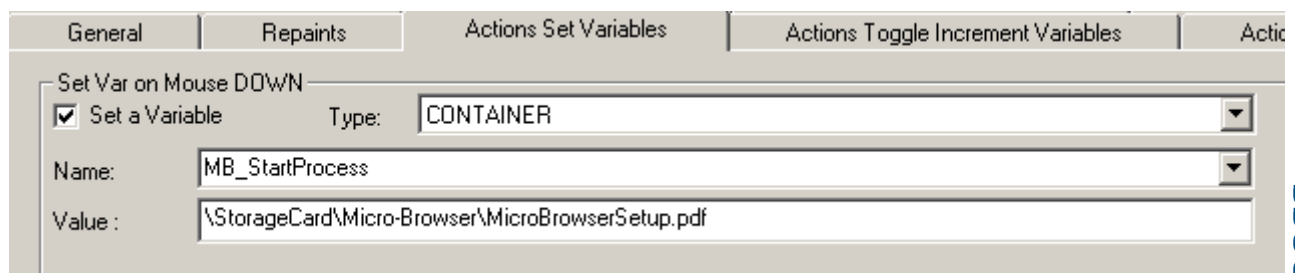 General Repaints Actions Set Variables Actions Toggle Increment Variables Actio
Set Var on Mouse DOWN
Set a Variable Type: CONTAINER
Name: MB_StartProcess
Value : \StorageCard\Micro-Browser\MicroBrowserSetup.pdf